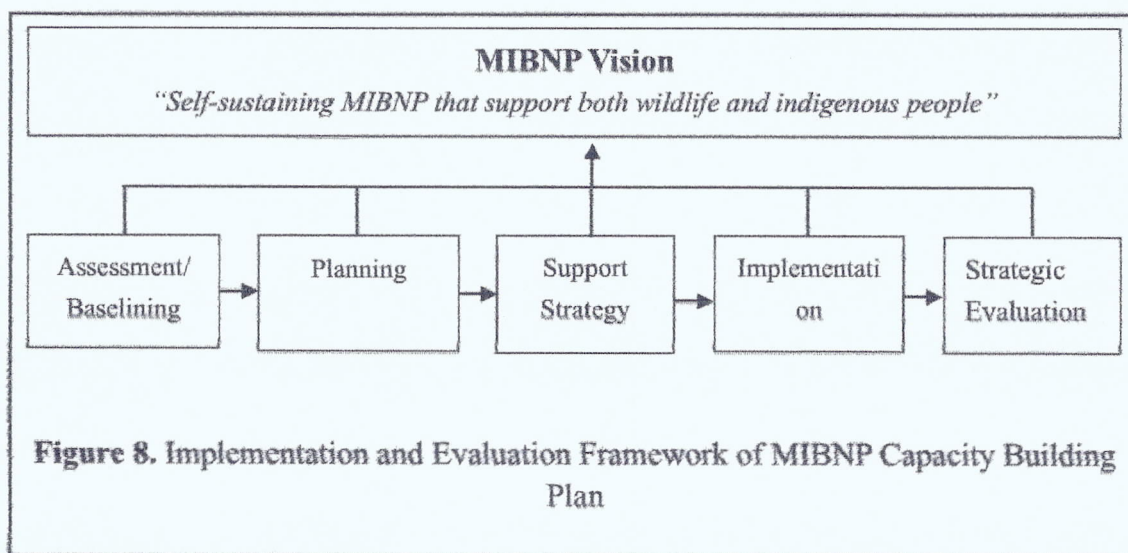 MIBNP Vision
“Self-sustaining MIBNP that support both wildlife and indigenous people”
Assessment/
Baselining
Planning
Support
Strategy
Implementati
on
Strategic
Evaluation
Figure 8. Implementation and Evaluation Framework of MIBNP Capacity Building
Plan